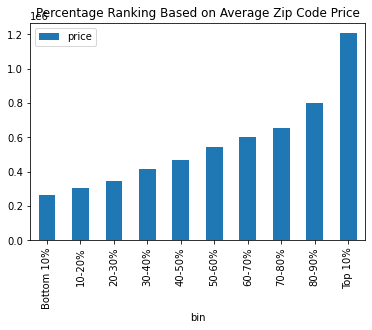 Percentage Ranking Based on Average Zip Code Price
1e6
price
1.2
1.0
0.8
0.6
0.4
0.2
0.0
Bottom 10%
10-20%
20-30%
30-40%
40-50%
50-60%
60-70%
70-80%
80-90%
Top 10%
bin